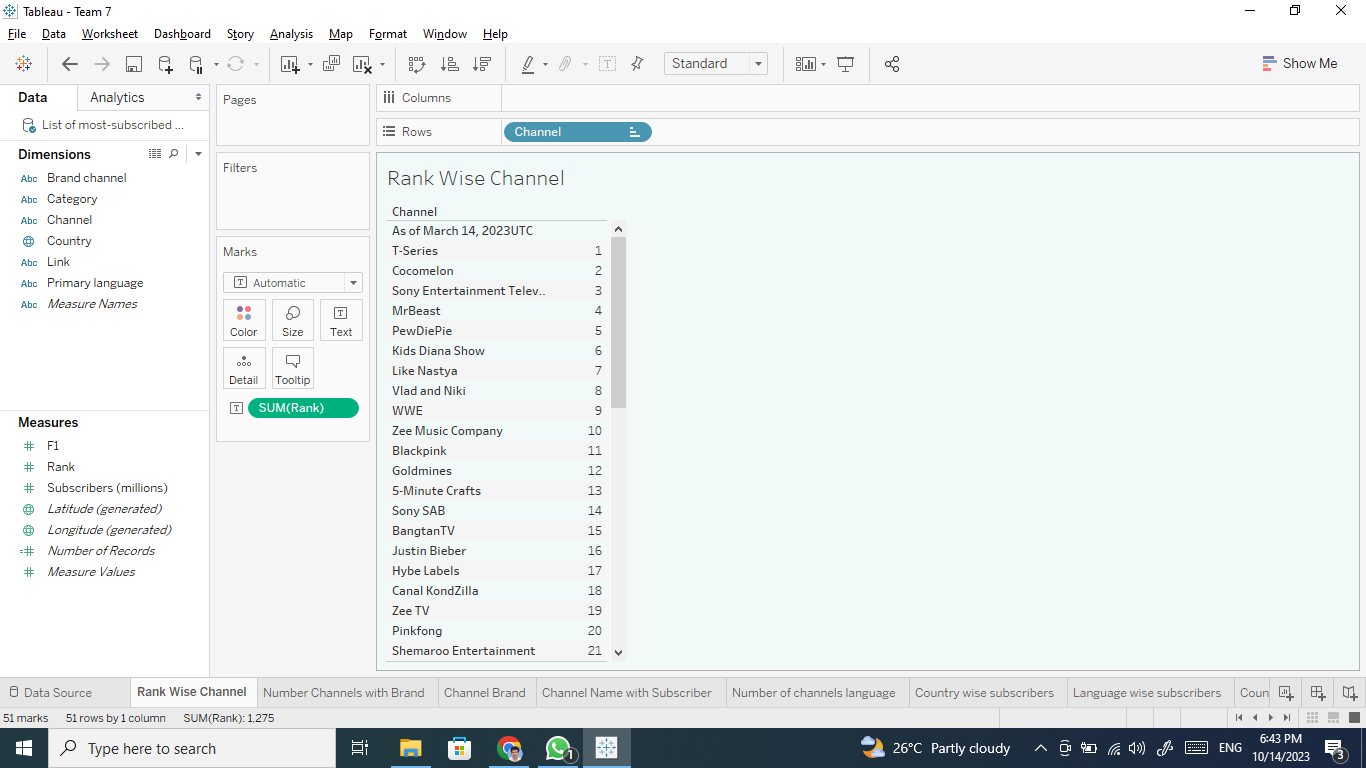 Tableau - Team 7
File Data Worksheet Dashboard Story Analysis Map Format Window Help
Standard
Show Me
Data Analytics
List of most-subscribed ...
Dimensions
Abc Brand channel
Abc Category
Abc Channel
Country
Abc Link
Abc Primary language
Abc Measure Names
Measures
# F1
# Rank
# Subscribers (millions)
Latitude (generated)
Longitude (generated)
=# Number of Records
# Measure Values
Pages
Filters
Marks
T Automatic
Color Size T Text
Detail Tooltip
T SUM(Rank)
Columns
Rows Channel
Rank Wise Channel
Channel
As of March 14, 2023UTC
T-Series 1
Cocomelon 2
Sony Entertainment Telev.. 3
MrBeast 4
PewDiePie 5
Kids Diana Show 6
Like Nastya 7
Vlad and Niki 8
WWE 9
Zee Music Company 10
Blackpink 11
Goldmines 12
5-Minute Crafts 13
Sony SAB 14
BangtanTV 15
Justin Bieber 16
Hybe Labels 17
Canal KondZilla 18
Zee TV 19
Pinkfong 20
Shemaroo Entertainment 21
Data Source Rank Wise Channel Number Channels with Brand Channel Brand Channel Name with Subscriber Number of channels language Country wise subscribers Language wise subscribers Coun
51 marks 51 rows by 1 column SUM(Rank): 1,275
Type here to search 1 26°C Partly cloudy ENG 6:43 PM
10/14/2023 3